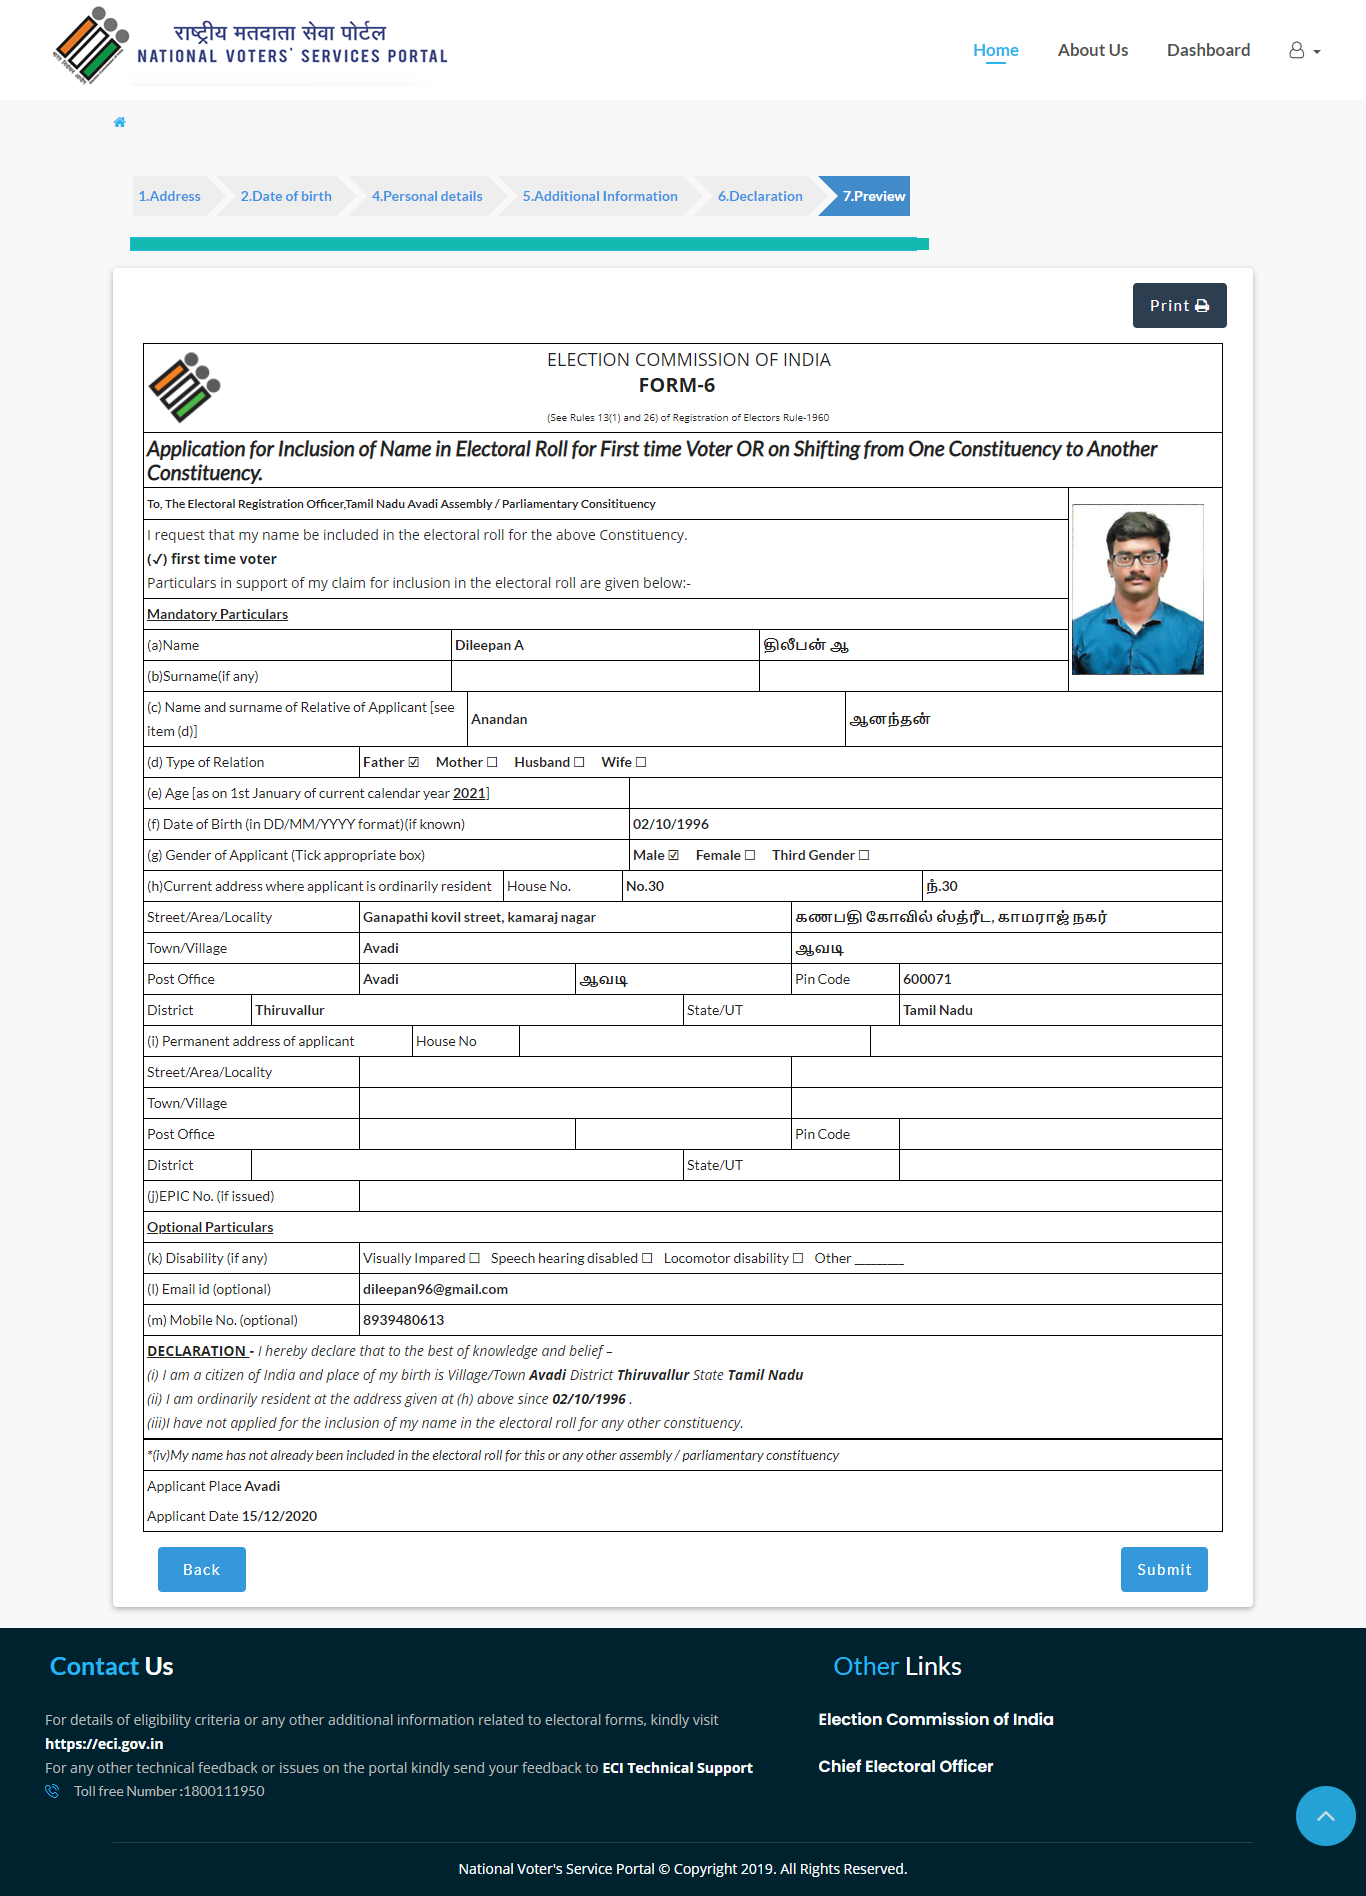 राष्ट्रीय मतदाता सेवा पोर्टल
NATIONAL VOTERS' SERVICES PORTAL
Home About Us Dashboard
1.Address 2.Date of birth 4.Personal details 5.Additional Information 6.Declaration 7.Preview
Print
ELECTION COMMISSION OF INDIA
FORM-6
(See Rules 13(1) and 26) of Registration of Electors Rule-1960
Application for Inclusion of Name in Electoral Roll for First time Voter OR on Shifting from One Constituency to Another
Constituency.
To, The Electoral Registration Officer,Tamil Nadu Avadi Assembly / Parliamentary Consitituency
I request that my name be included in the electoral roll for the above Constituency.
(✓) first time voter
Particulars in support of my claim for inclusion in the electoral roll are given below:-
Mandatory Particulars
(a)Name Dileepan A திலீபன் ஆ
(b)Surname(if any)
(c) Name and surname of Relative of Applicant [see
item (d)] Anandan ஆனந்தன்
(d) Type of Relation Father ☑ Mother ☐ Husband ☐ Wife ☐
(e) Age [as on 1st January of current calendar year 2021]
(f) Date of Birth (in DD/MM/YYYY format)(if known) 02/10/1996
(g) Gender of Applicant (Tick appropriate box) Male ☑ Female ☐ Third Gender ☐
(h)Current address where applicant is ordinarily resident House No. No.30 ந்.30
Street/Area/Locality Ganapathi kovil street, kamaraj nagar கணபதி கோவில் ஸ்த்ரீட, காமராஜ் நகர்
Town/Village Avadi ஆவடி
Post Office Avadi ஆவடி Pin Code 600071
District Thiruvallur State/UT Tamil Nadu
(i) Permanent address of applicant House No
Street/Area/Locality
Town/Village
Post Office Pin Code
District State/UT
(j)EPIC No. (if issued)
Optional Particulars
(k) Disability (if any) Visually Impared ☐ Speech hearing disabled ☐ Locomotor disability ☐ Other ________
(l) Email id (optional) dileepan96@gmail.com
(m) Mobile No. (optional) 8939480613
DECLARATION - I hereby declare that to the best of knowledge and belief –
(i) I am a citizen of India and place of my birth is Village/Town Avadi District Thiruvallur State Tamil Nadu
(ii) I am ordinarily resident at the address given at (h) above since 02/10/1996 .
(iii)I have not applied for the inclusion of my name in the electoral roll for any other constituency.
*(iv)My name has not already been included in the electoral roll for this or any other assembly / parliamentary constituency
Applicant Place Avadi
Applicant Date 15/12/2020
Back Submit
Contact Us
For details of eligibility criteria or any other additional information related to electoral forms, kindly visit
https://eci.gov.in
For any other technical feedback or issues on the portal kindly send your feedback to ECI Technical Support
Toll free Number :1800111950
Other Links
Election Commission of India
Chief Electoral Officer
National Voter's Service Portal © Copyright 2019. All Rights Reserved.